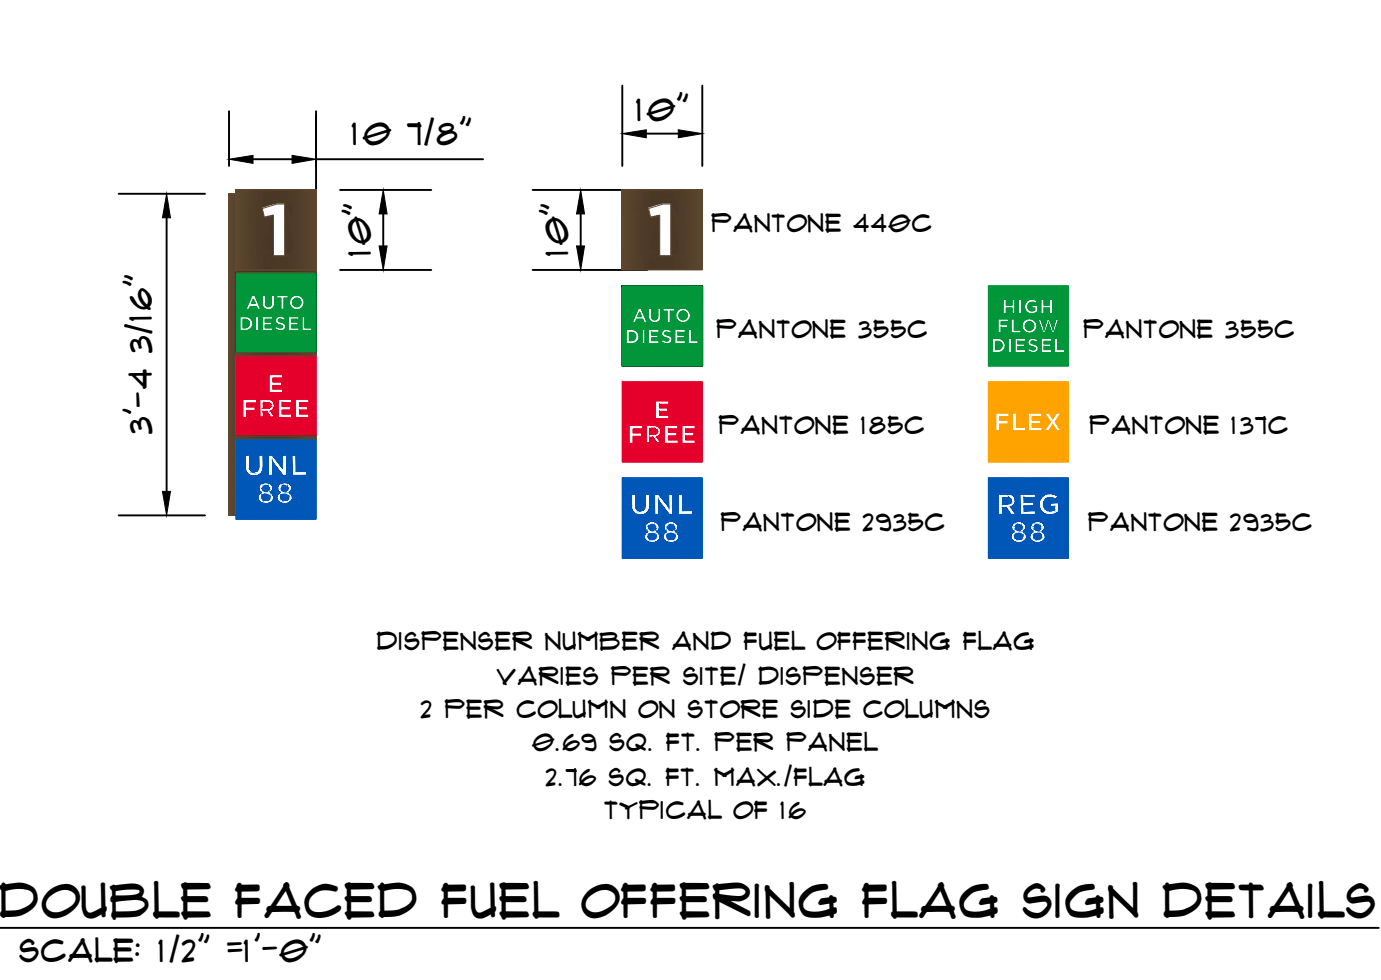 10 7/8"
10"
3'-4 3/16"
1
AUTO
DIESEL
E
FREE
UNL
88
10"
10"
1
PANTONE 440C
AUTO
DIESEL
PANTONE 355C
HIGH
FLOW
DIESEL
PANTONE 355C
E
FREE
PANTONE 185C
FLEX
PANTONE 137C
UNL
88
PANTONE 2935C
REG
88
PANTONE 2935C
DISPENSER NUMBER AND FUEL OFFERING FLAG
VARIES PER SITE/ DISPENSER
2 PER COLUMN ON STORE SIDE COLUMNS
0.69 SQ. FT. PER PANEL
2.76 SQ. FT. MAX./FLAG
TYPICAL OF 16
DOUBLE FACED FUEL OFFERING FLAG SIGN DETAILS
SCALE: 1/2" =1'-0"